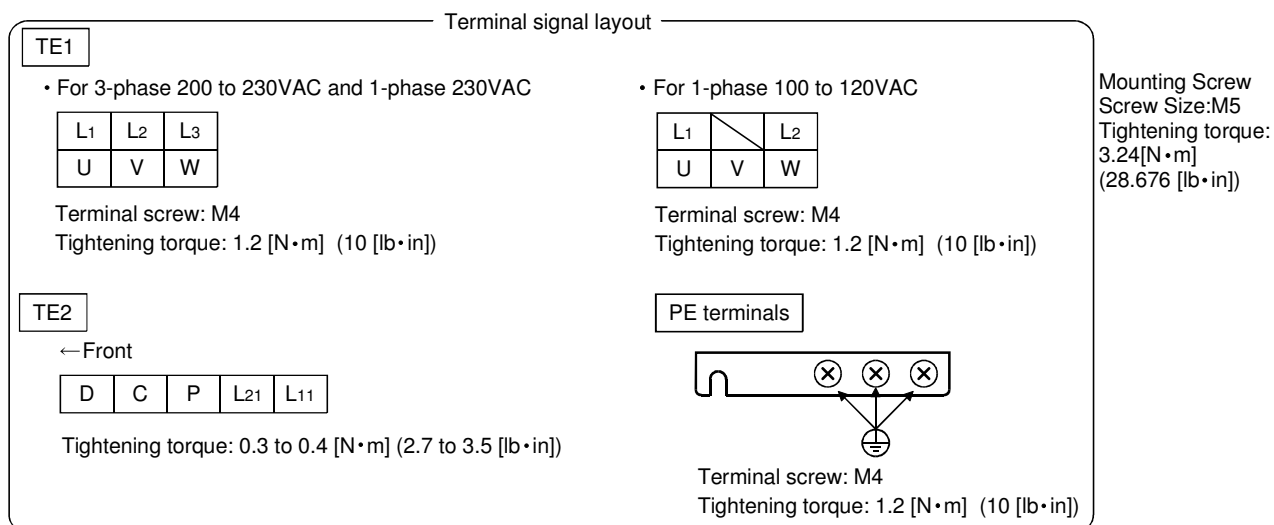 Terminal signal layout
TE1
• For 3-phase 200 to 230VAC and 1-phase 230VAC
L1 L2 L3
U V W
Terminal screw: M4
Tightening torque: 1.2 [N•m] (10 [lb•in])
• For 1-phase 100 to 120VAC
L1 L2
U V W
Terminal screw: M4
Tightening torque: 1.2 [N•m] (10 [lb•in])
Mounting Screw
Screw Size:M5
Tightening torque:
3.24[N•m]
(28.676 [lb•in])
TE2
←Front
D C P L21 L11
Tightening torque: 0.3 to 0.4 [N•m] (2.7 to 3.5 [lb•in])
PE terminals
Terminal screw: M4
Tightening torque: 1.2 [N•m] (10 [lb•in])